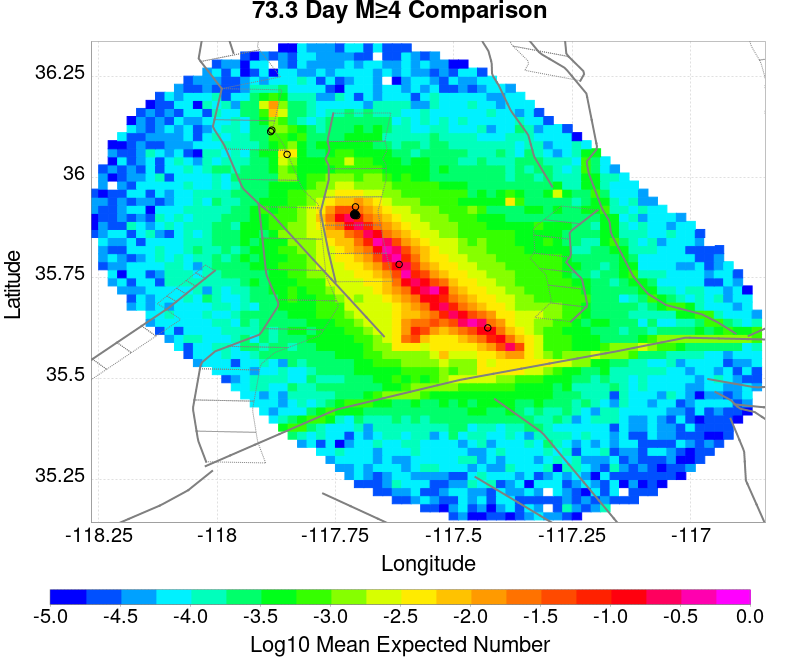 73.3 Day M≥4 Comparison
36.25
36
35.75
35.5
35.25
Latitude
-118.25 -118 -117.75 -117.5 -117.25 -117
Longitude
-5.0 -4.5 -4.0 -3.5 -3.0 -2.5 -2.0 -1.5 -1.0 -0.5 0.0
Log10 Mean Expected Number